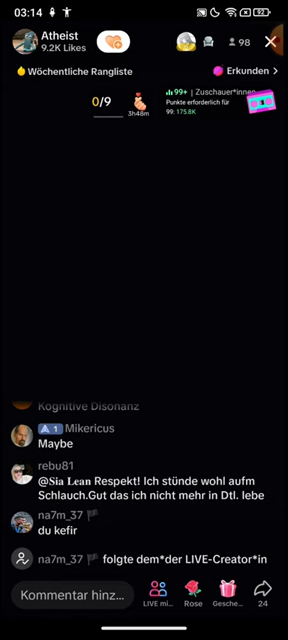 03:14
92
Atheist
9.2K Likes
98
Wöchentliche Rangliste
Erkunden >
0/9
3h48m
99+ | Zuschauer*innen
Punkte erforderlich für
99: 175.8K
Kognitive Disonanz
1 Mikericus
Maybe
rebu81
@Sia Lean Respekt! Ich stünde wohl aufm
Schlauch.Gut das ich nicht mehr in Dtl. lebe
na7m_37 🏴
du kefir
na7m_37 🏴 folgte dem*der LIVE-Creator*in
Kommentar hinz...
LIVE mi...
Rose
Gesche...
24